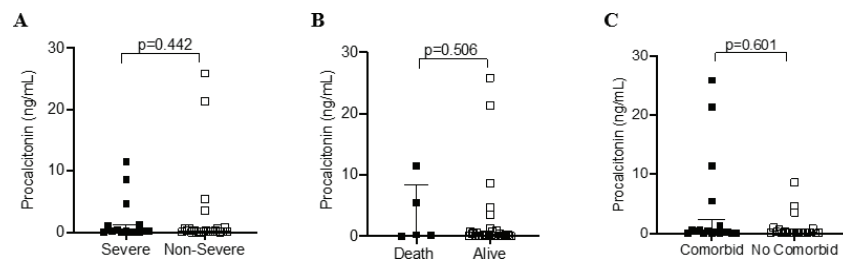 A
p=0.442
Procalcitonin (ng/mL)
30
20
10
0
Severe Non-Severe
B
p=0.506
Procalcitonin (ng/mL)
30
20
10
0
Death Alive
C
p=0.601
Procalcitonin (ng/mL)
30
20
10
0
Comorbid No Comorbid